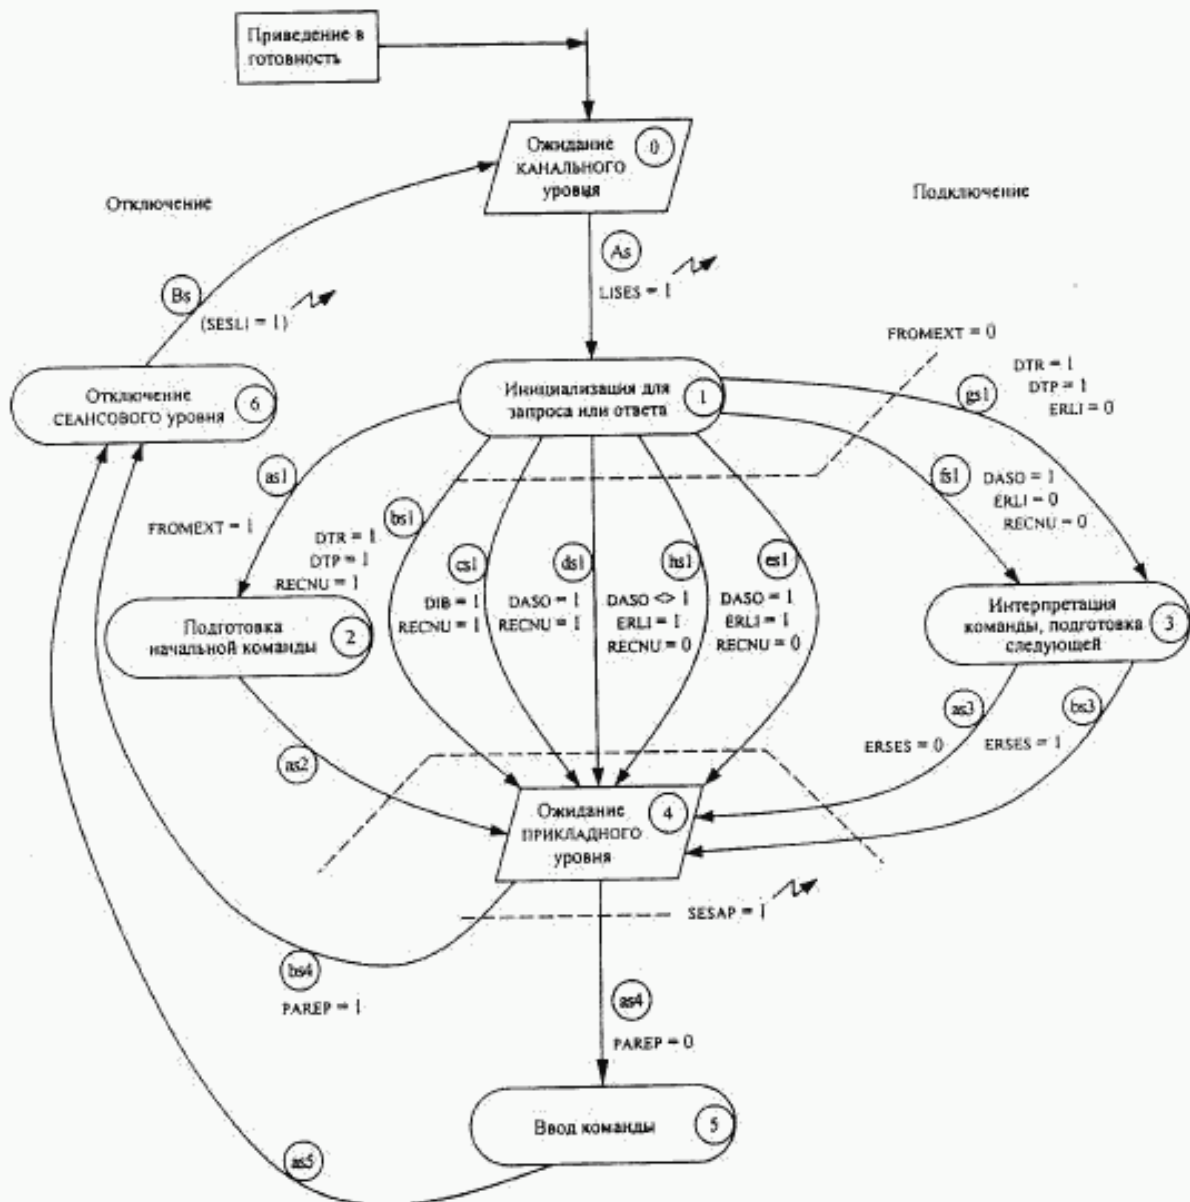 Приведение в
готовность
Ожидание
КАНАЛЬНОГО
уровня
0
Отключение
Подключение
As
LISES = 1
Bs
(SESLI = 1)
FROMEXT = 0
Отключение
СЕАНСОВОГО уровня
6
Инициализация для
запроса или ответа
1
gs1
DTR = 1
DTP = 1
ERLI = 0
as1
FROMEXT = 1
bs1
DTR = 1
DTP = 1
RECNU = 1
cs1
DIB = 1
RECNU = 1
ds1
DASO = 1
RECNU = 1
hs1
DASO <> 1
ERLI = 1
RECNU = 0
es1
DASO = 1
ERLI = 1
RECNU = 0
fs1
DASO = 1
ERLI = 0
RECNU = 0
Подготовка
начальной команды
2
Интерпретация
команды, подготовка
следующей
3
as2
as3
ERSES = 0
bs3
ERSES = 1
Ожидание
ПРИКЛАДНОГО
уровня
4
SESAP = 1
bs4
PAREP = 1
as4
PAREP = 0
Ввод команды
5
as5